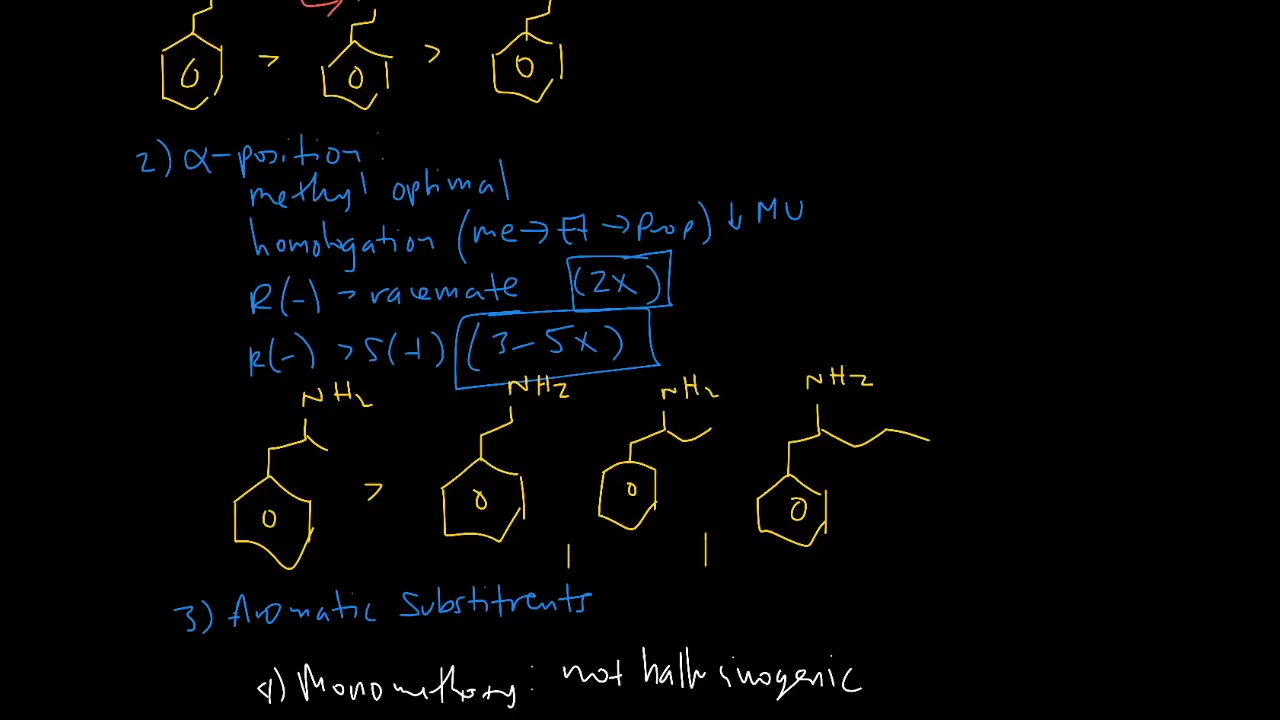 > >
2) α-position :
methyl optimal
homologation (me → Et → Prop) ↓ MU
R(-) > racemate (2x)
R(-) > S(+) (3-5x)
NH2 NH2 NH2 NH2
>
3) Aromatic Substituents
a) Monomethoxy: not hallucinogenic